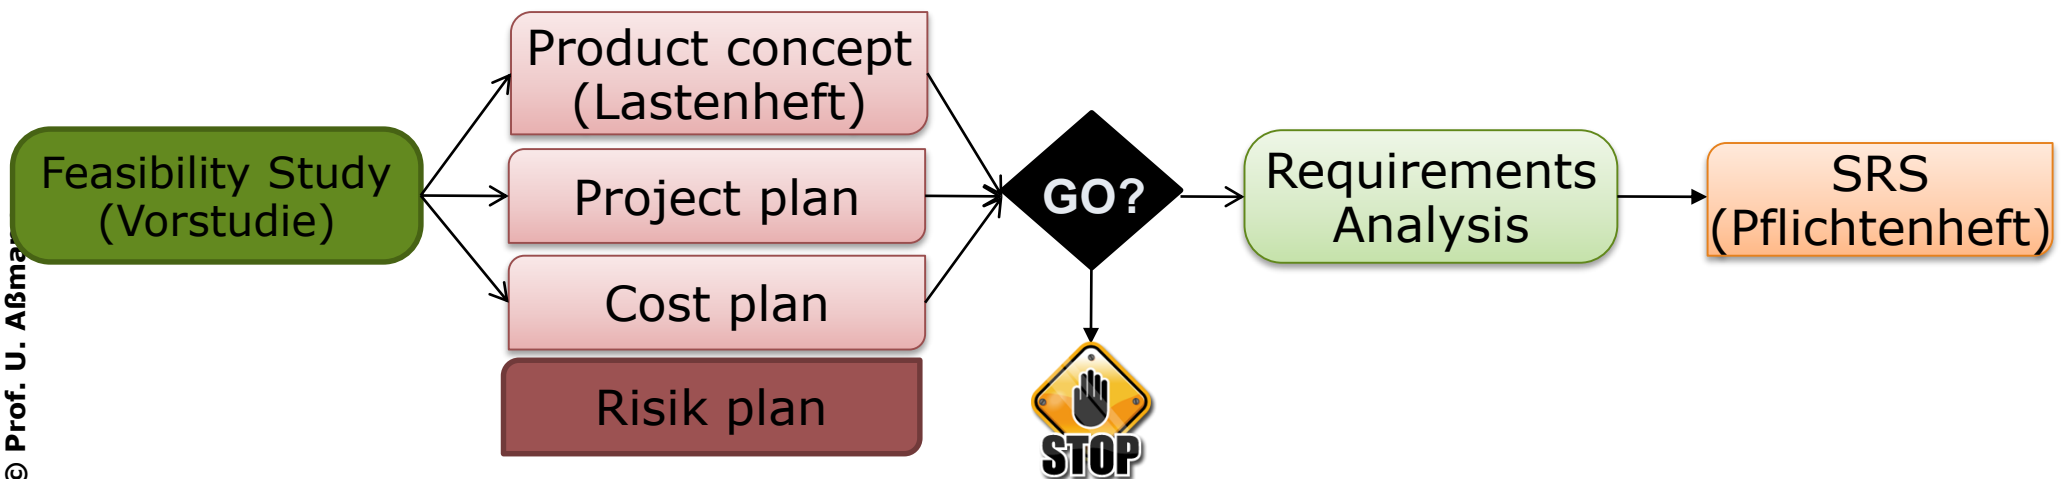 Feasibility Study
(Vorstudie)
Product concept
(Lastenheft)
Project plan
Cost plan
Risik plan
GO?
STOP
Requirements
Analysis
SRS
(Pflichtenheft)
© Prof. U.